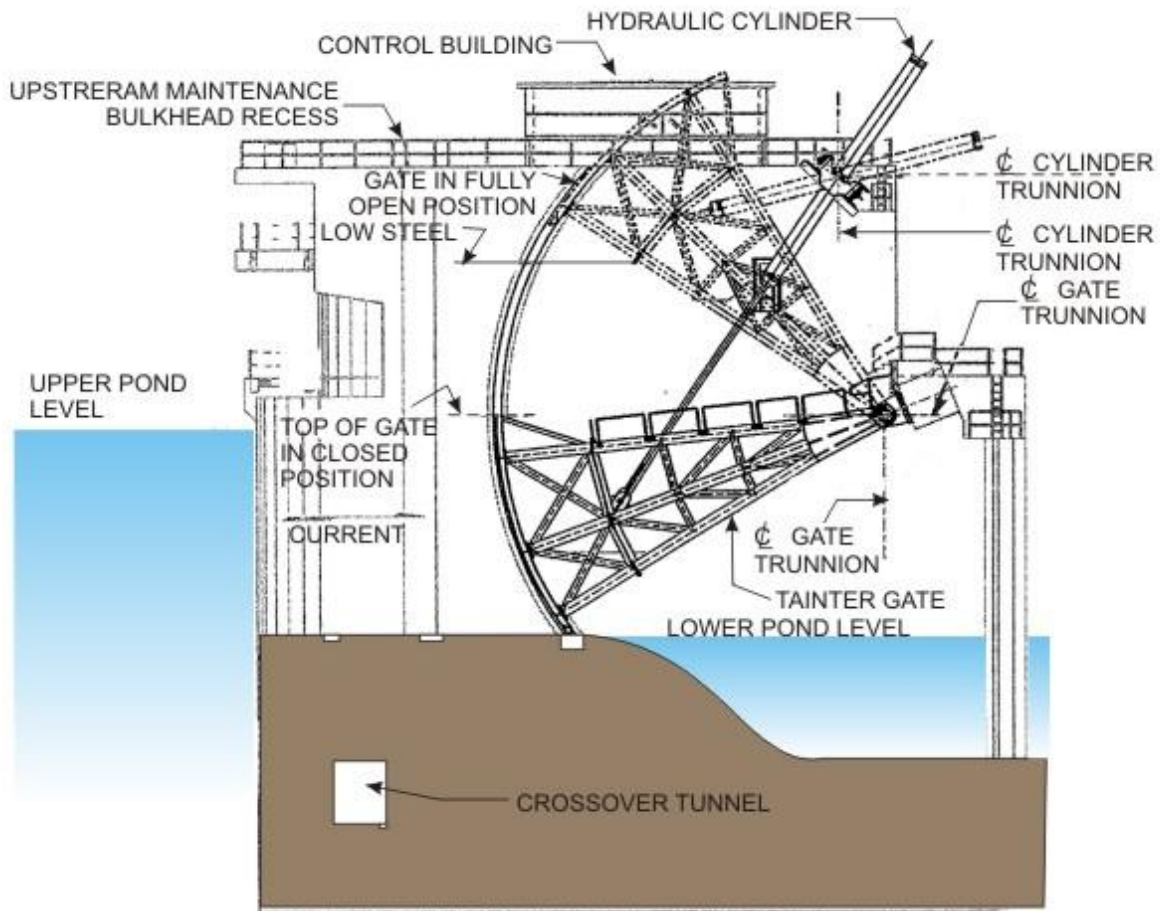 HYDRAULIC CYLINDER
CONTROL BUILDING
UPSTRERAM MAINTENANCE
BULKHEAD RECESS
GATE IN FULLY
OPEN POSITION
LOW STEEL
℄ CYLINDER
TRUNNION
℄ CYLINDER
TRUNNION
℄ GATE
TRUNNION
UPPER POND
LEVEL
TOP OF GATE
IN CLOSED
POSITION
CURRENT
℄ GATE
TRUNNION
TAINTER GATE
LOWER POND LEVEL
CROSSOVER TUNNEL